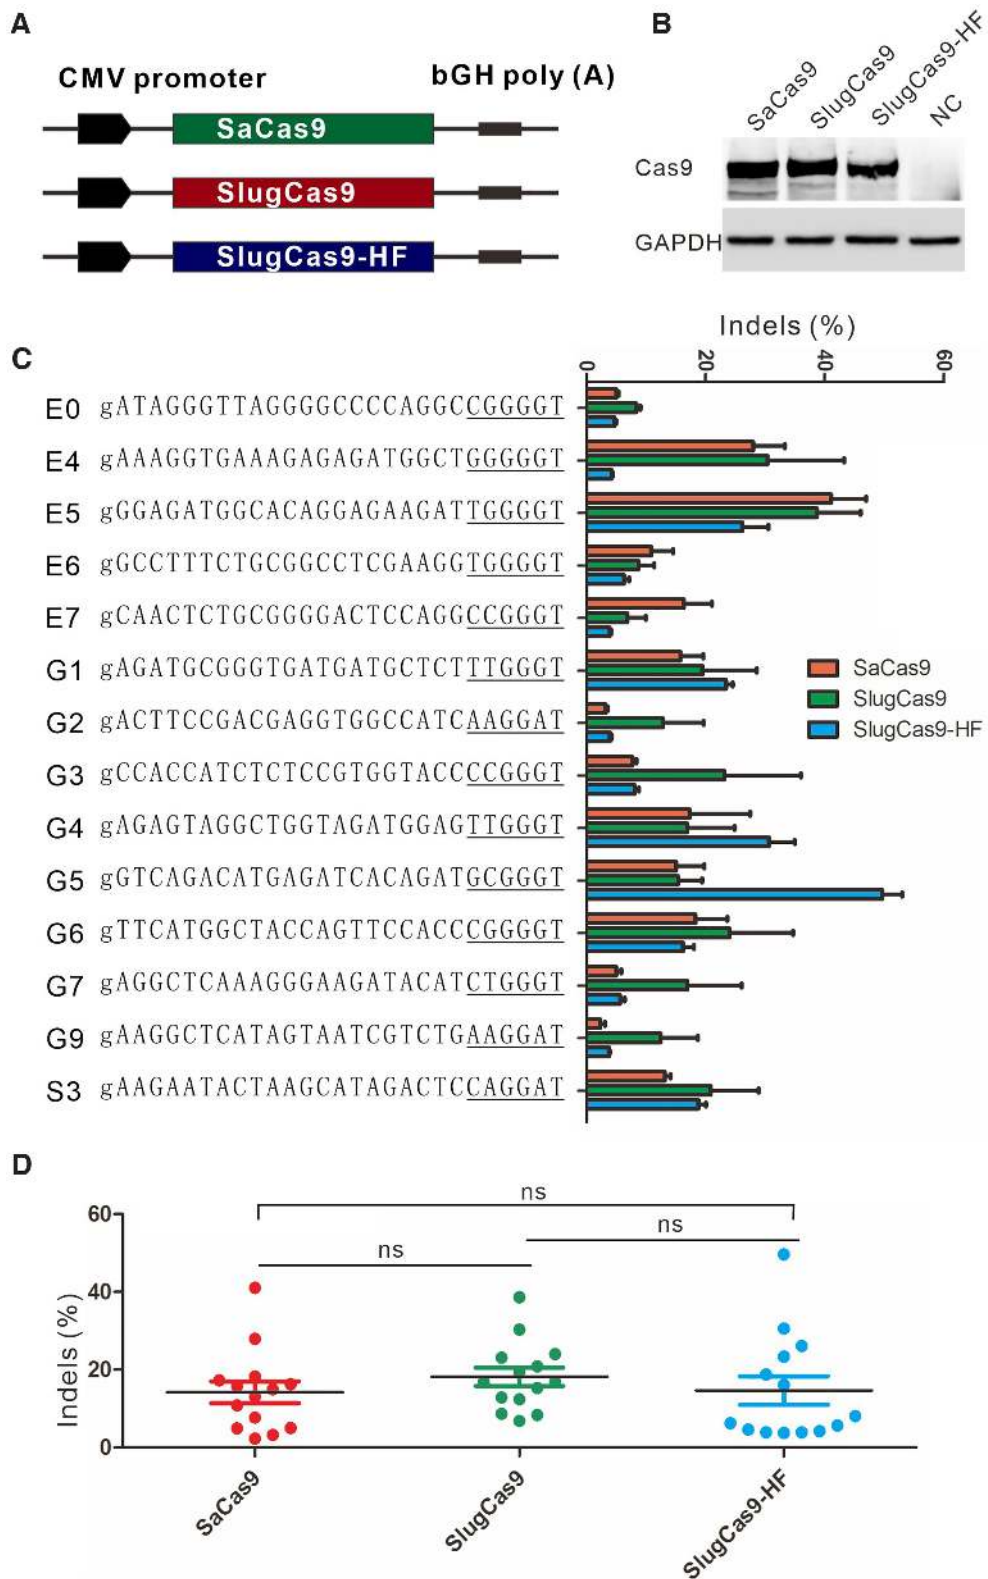 A
CMV promoter
bGH poly (A)
SaCas9
SlugCas9
SlugCas9-HF
B
SaCas9
SlugCas9
SlugCas9-HF
NC
Cas9
GAPDH
C
Indels (%)
0
20
40
60
E0 gATAGGGTTAGGGGCCCCAGGCCGGGGT
E4 gAAAGGTGAAAGAGAGATGGCTGGGGGT
E5 gGGAGATGGCACAGGAGAAGATTGGGGT
E6 gGCCTTTCTGCGGCCTCGAAGGTGGGGT
E7 gCAACTCTGCGGGGACTCCAGGCCGGGT
G1 gAGATGCGGGTGATGATGCTCTTTGGGT
G2 gACTTCCGACGAGGTGGCCATCAAGGAT
G3 gCCACCATCTCTCCGTGGTACCCCGGGT
G4 gAGAGTAGGCTGGTAGATGGAGTTGGGT
G5 gGTCAGACATGAGATCACAGATGCGGGT
G6 gTTCATGGCTACCAGTTCCACCCGGGGT
G7 gAGGCTCAAAGGGAAGATACATCTGGGT
G9 gAAGGCTCATAGTAATCGTCTGAAGGAT
S3 gAAGAATACTAAGCATAGACTCCAGGAT
SaCas9
SlugCas9
SlugCas9-HF
D
ns
ns
ns
Indels (%)
60
40
20
0
SaCas9
SlugCas9
SlugCas9-HF